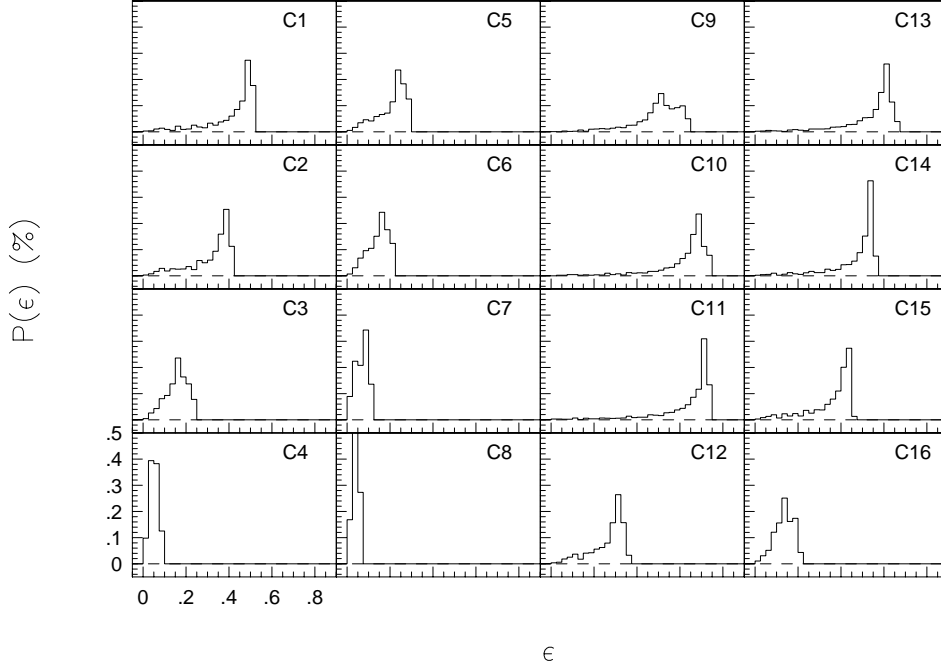 C1 C5 C9 C13
C2 C6 C10 C14
P(ϵ) (%)
C3 C7 C11 C15
.5
C4 C8 C12 C16
.4
.3
.2
.1
0
0 .2 .4 .6 .8
ϵ